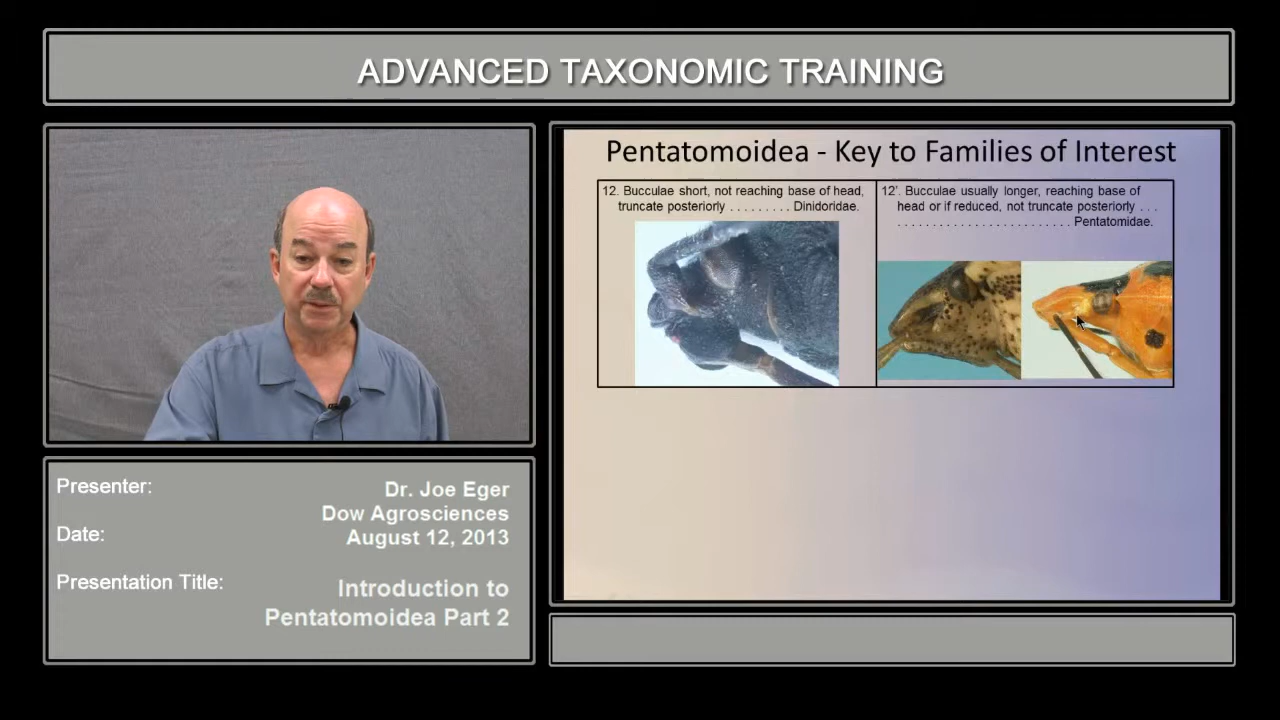 ADVANCED TAXONOMIC TRAINING
Pentatomoidea - Key to Families of Interest
12. Bucculae short, not reaching base of head,
truncate posteriorly . . . . . . . . . Dinidoridae.
12'. Bucculae usually longer, reaching base of
head or if reduced, not truncate posteriorly . . .
. . . . . . . . . . . . . . . . . . . . . . . . . . Pentatomidae.
Presenter:
Dr. Joe Eger
Dow Agrosciences
Date:
August 12, 2013
Presentation Title:
Introduction to
Pentatomoidea Part 2